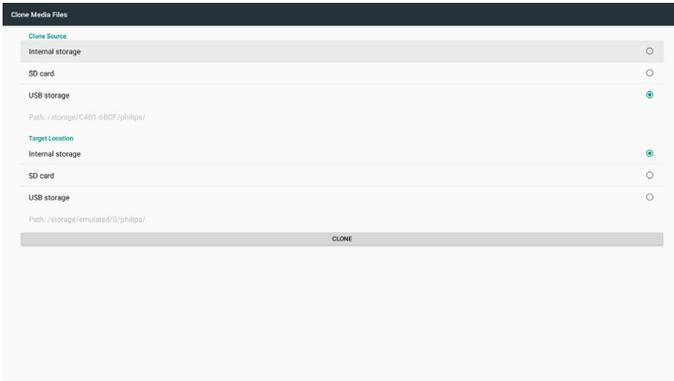 Clone Media Files
Clone Source
Internal storage
SD card
USB storage
Path: /storage/C4B1-6BCF/philips/
Target Location
Internal storage
SD card
USB storage
Path: /storage/emulated/0/philips/
CLONE